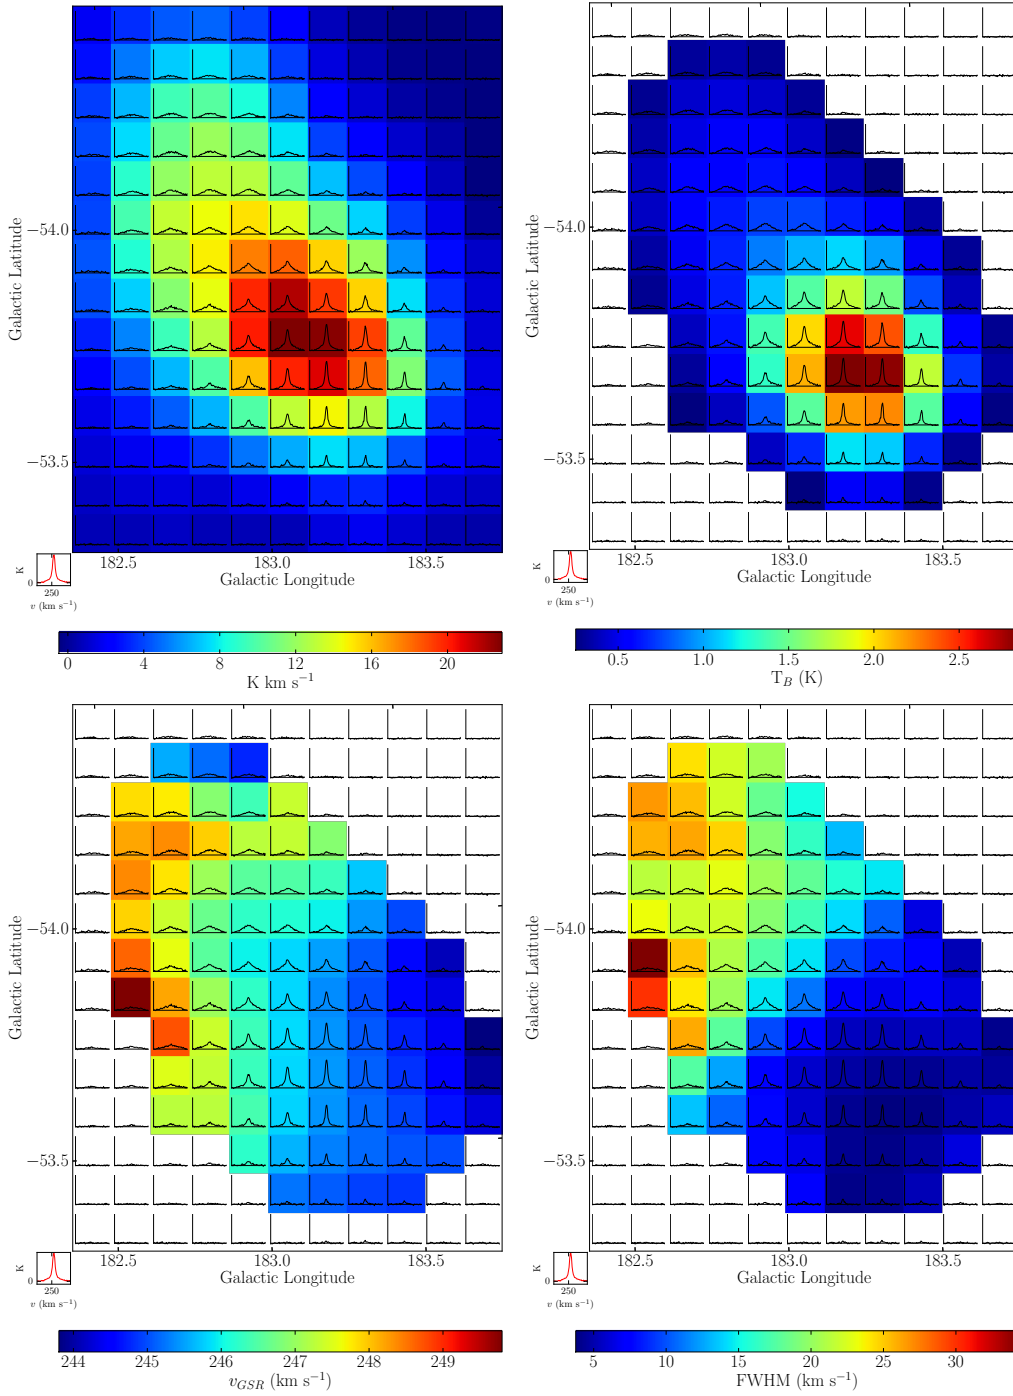 Galactic Latitude
−54.0
−53.5
182.5 183.0 183.5
Galactic Longitude
K
0
250
v (km s⁻¹)
0 4 8 12 16 20
K km s⁻¹
Galactic Latitude
−54.0
−53.5
182.5 183.0 183.5
Galactic Longitude
K
0
250
v (km s⁻¹)
0.5 1.0 1.5 2.0 2.5
T_B (K)
Galactic Latitude
−54.0
−53.5
182.5 183.0 183.5
Galactic Longitude
K
0
250
v (km s⁻¹)
244 245 246 247 248 249
v_GSR (km s⁻¹)
Galactic Latitude
−54.0
−53.5
182.5 183.0 183.5
Galactic Longitude
K
0
250
v (km s⁻¹)
5 10 15 20 25 30
FWHM (km s⁻¹)